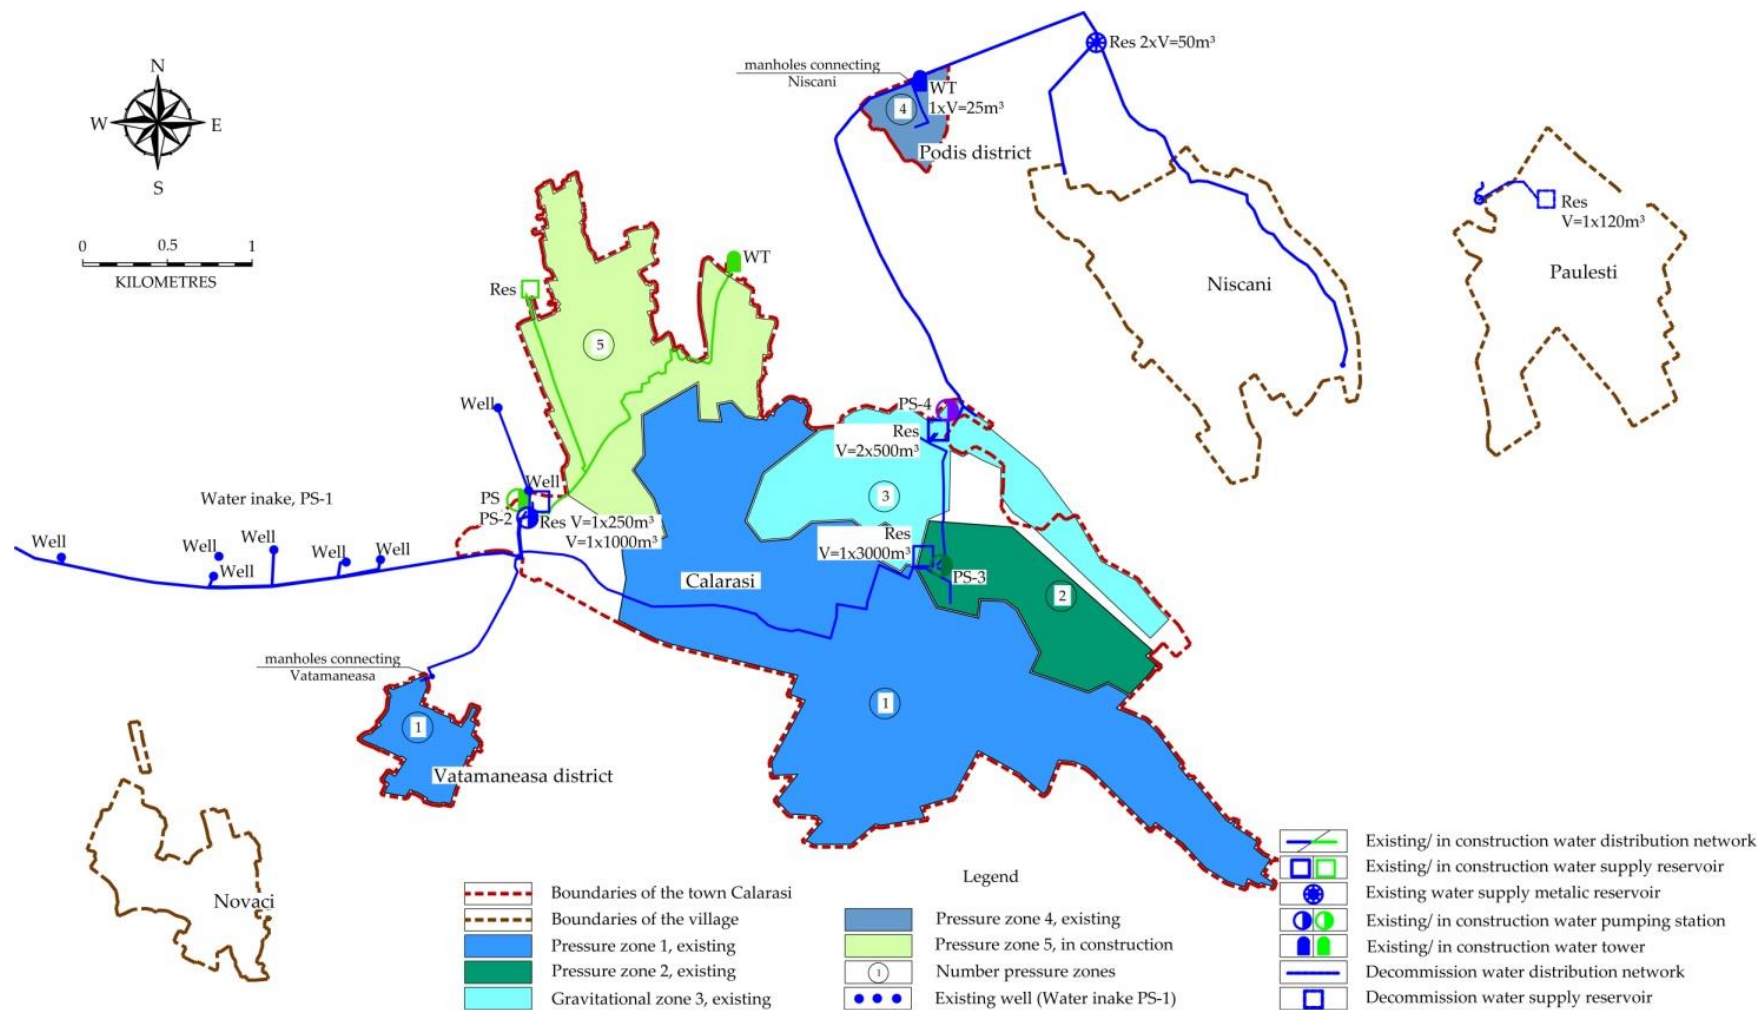 N
W
E
S
0 0.5 1
KILOMETRES
manholes connecting
Niscani
WT
1xV=25m³
4
Podis district
Res 2xV=50m³
Niscani
Res
V=1x120m³
Paulesti
WT
Res
5
Well
Well
PS
PS-2
Res V=1x250m³
V=1x1000m³
Water inake, PS-1
Well
Well
Well
Well
Well
Well
PS-4
Res
V=2x500m³
3
Res
V=1x3000m³
PS-3
2
Calarasi
1
manholes connecting
Vatamaneasa
1
Vatamaneasa district
Novaci
Legend
Boundaries of the town Calarasi
Boundaries of the village
Pressure zone 1, existing
Pressure zone 2, existing
Gravitational zone 3, existing
Pressure zone 4, existing
Pressure zone 5, in construction
1 Number pressure zones
Existing well (Water inake PS-1)
Existing/ in construction water distribution network
Existing/ in construction water supply reservoir
Existing water supply metalic reservoir
Existing/ in construction water pumping station
Existing/ in construction water tower
Decommission water distribution network
Decommission water supply reservoir